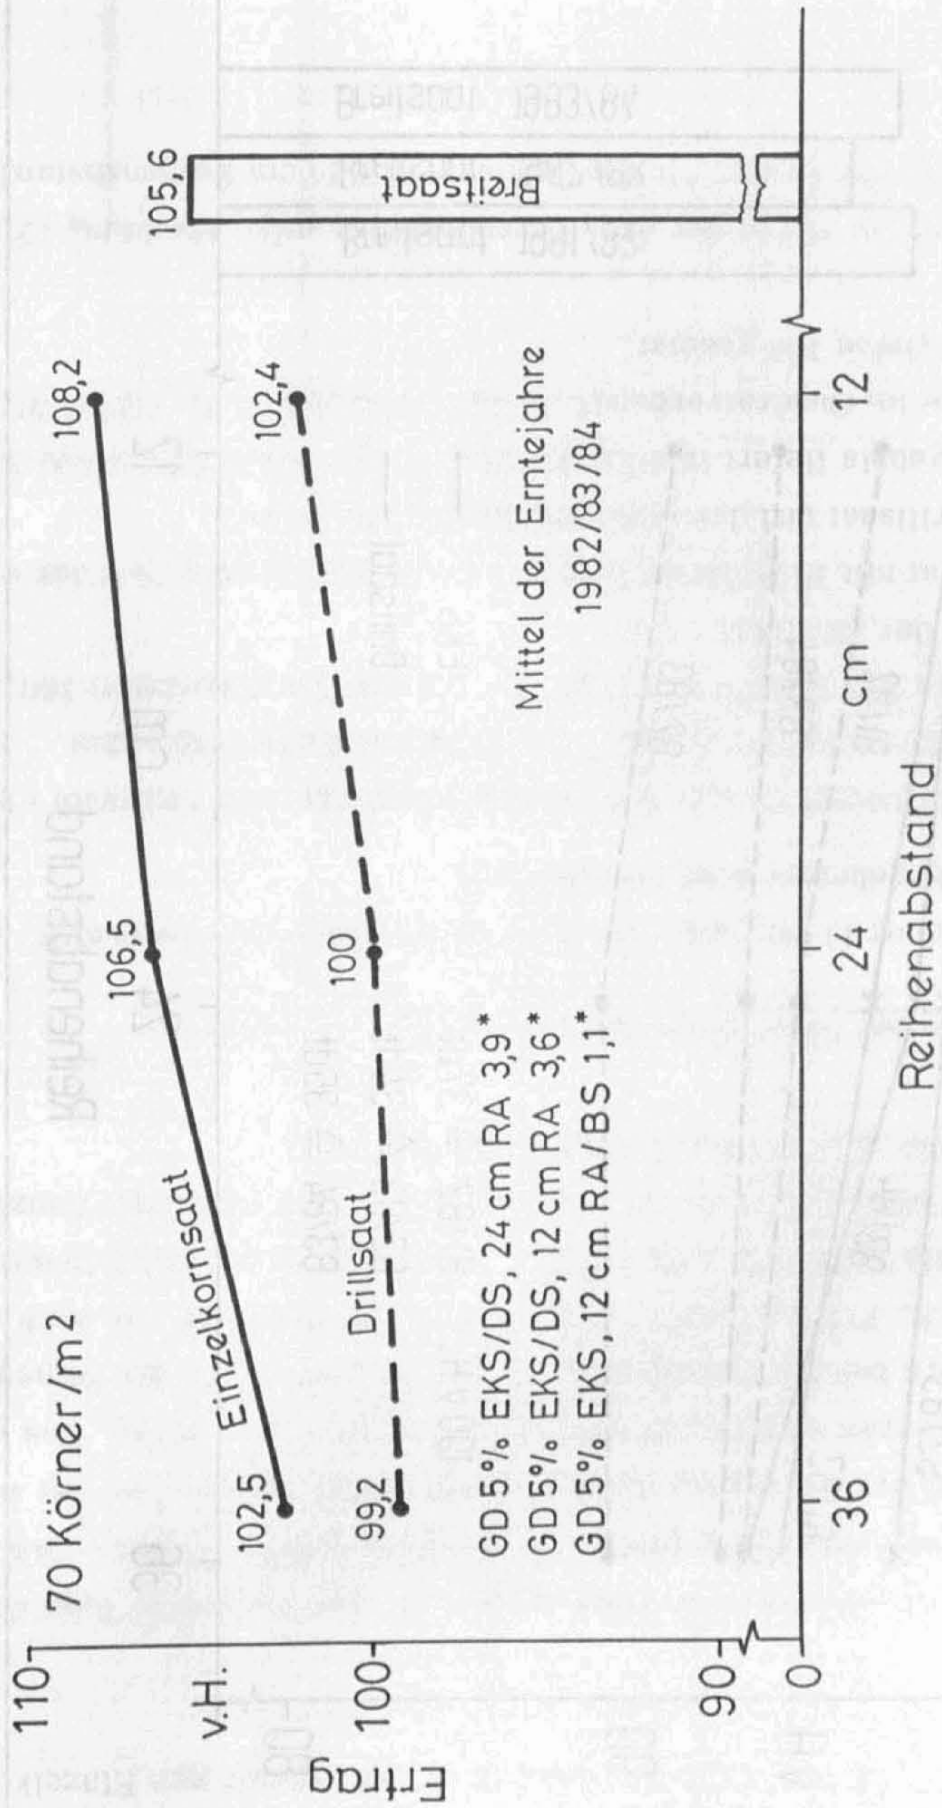 70 Körner/m²
110
v.H.
100
90
0
Ertrag
Einzelkornsaat
102,5
106,5
108,2
Drillsaat
99,2
100
102,4
105,6
Breitsaat
GD 5% EKS/DS, 24 cm RA 3,9*
GD 5% EKS/DS, 12 cm RA 3,6*
GD 5% EKS, 12 cm RA/BS 1,1*
Mittel der Erntejahre
1982/83/84
36
24
cm
12
Reihenabstand